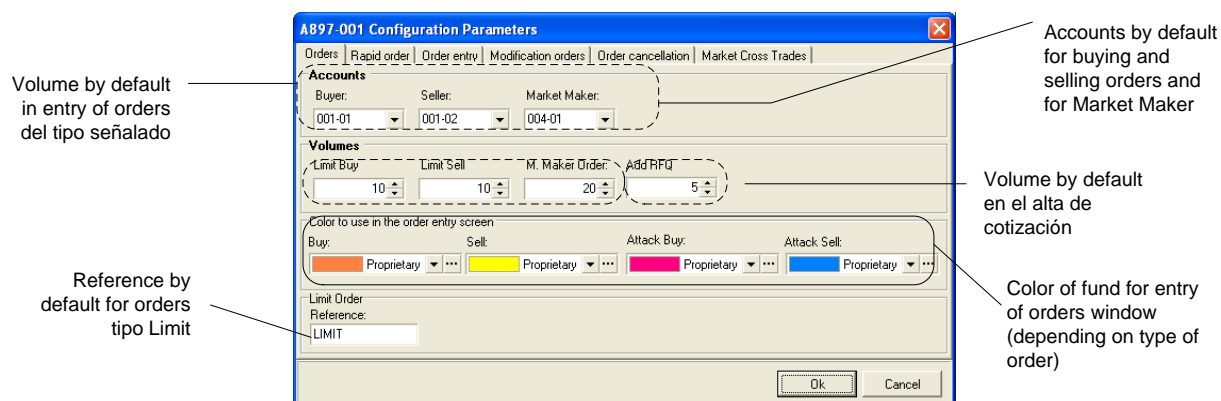 A897-001 Configuration Parameters
Orders Rapid order Order entry Modification orders Order cancellation Market Cross Trades
Accounts
Buyer: Seller: Market Maker:
001-01 001-02 004-01
Volumes
Limit Buy Limit Sell M. Maker Order: Add RFQ
10 10 20 5
Color to use in the order entry screen
Buy: Sell: Attack Buy: Attack Sell:
Proprietary ... Proprietary ... Proprietary ... Proprietary ...
Limit Order
Reference:
LIMIT
Ok Cancel
Volume by default
in entry of orders
del tipo señalado
Reference by
default for orders
tipo Limit
Accounts by default
for buying and
selling orders and
for Market Maker
Volume by default
en el alta de
cotización
Color of fund for entry
of orders window
(depending on type of
order)